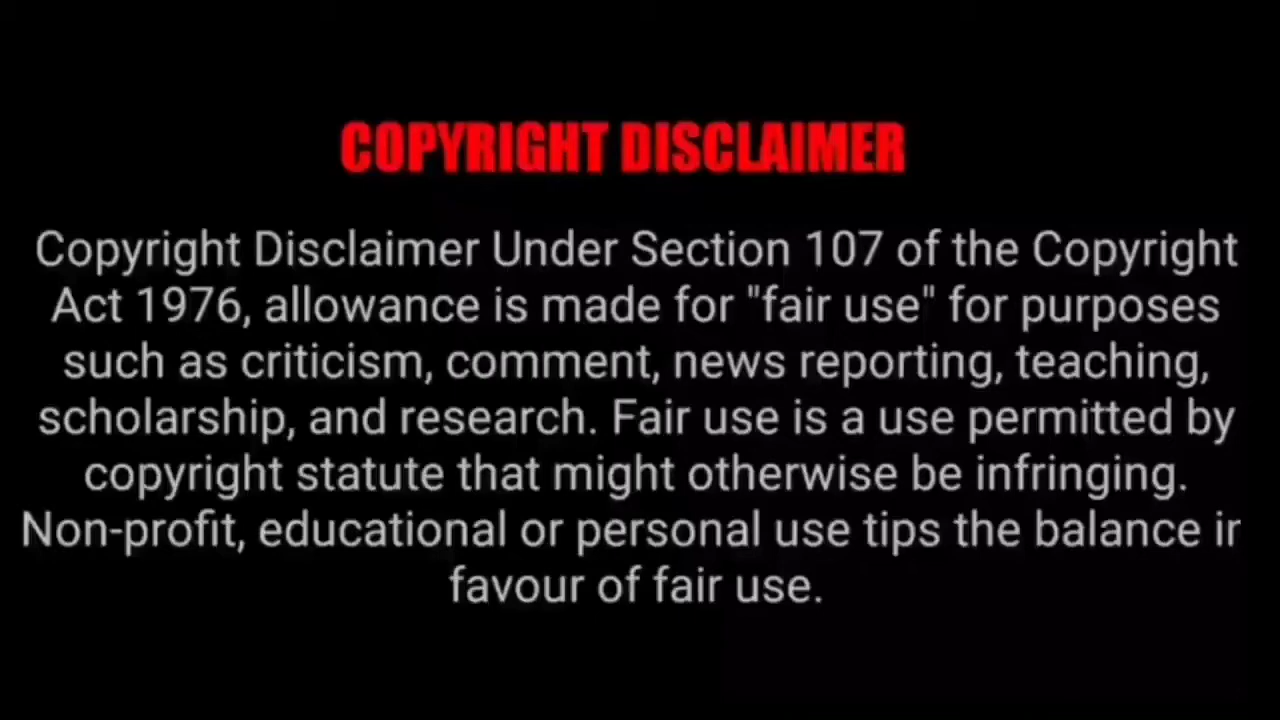 COPYRIGHT DISCLAIMER
Copyright Disclaimer Under Section 107 of the Copyright
Act 1976, allowance is made for "fair use" for purposes
such as criticism, comment, news reporting, teaching,
scholarship, and research. Fair use is a use permitted by
copyright statute that might otherwise be infringing.
Non-profit, educational or personal use tips the balance ir
favour of fair use.